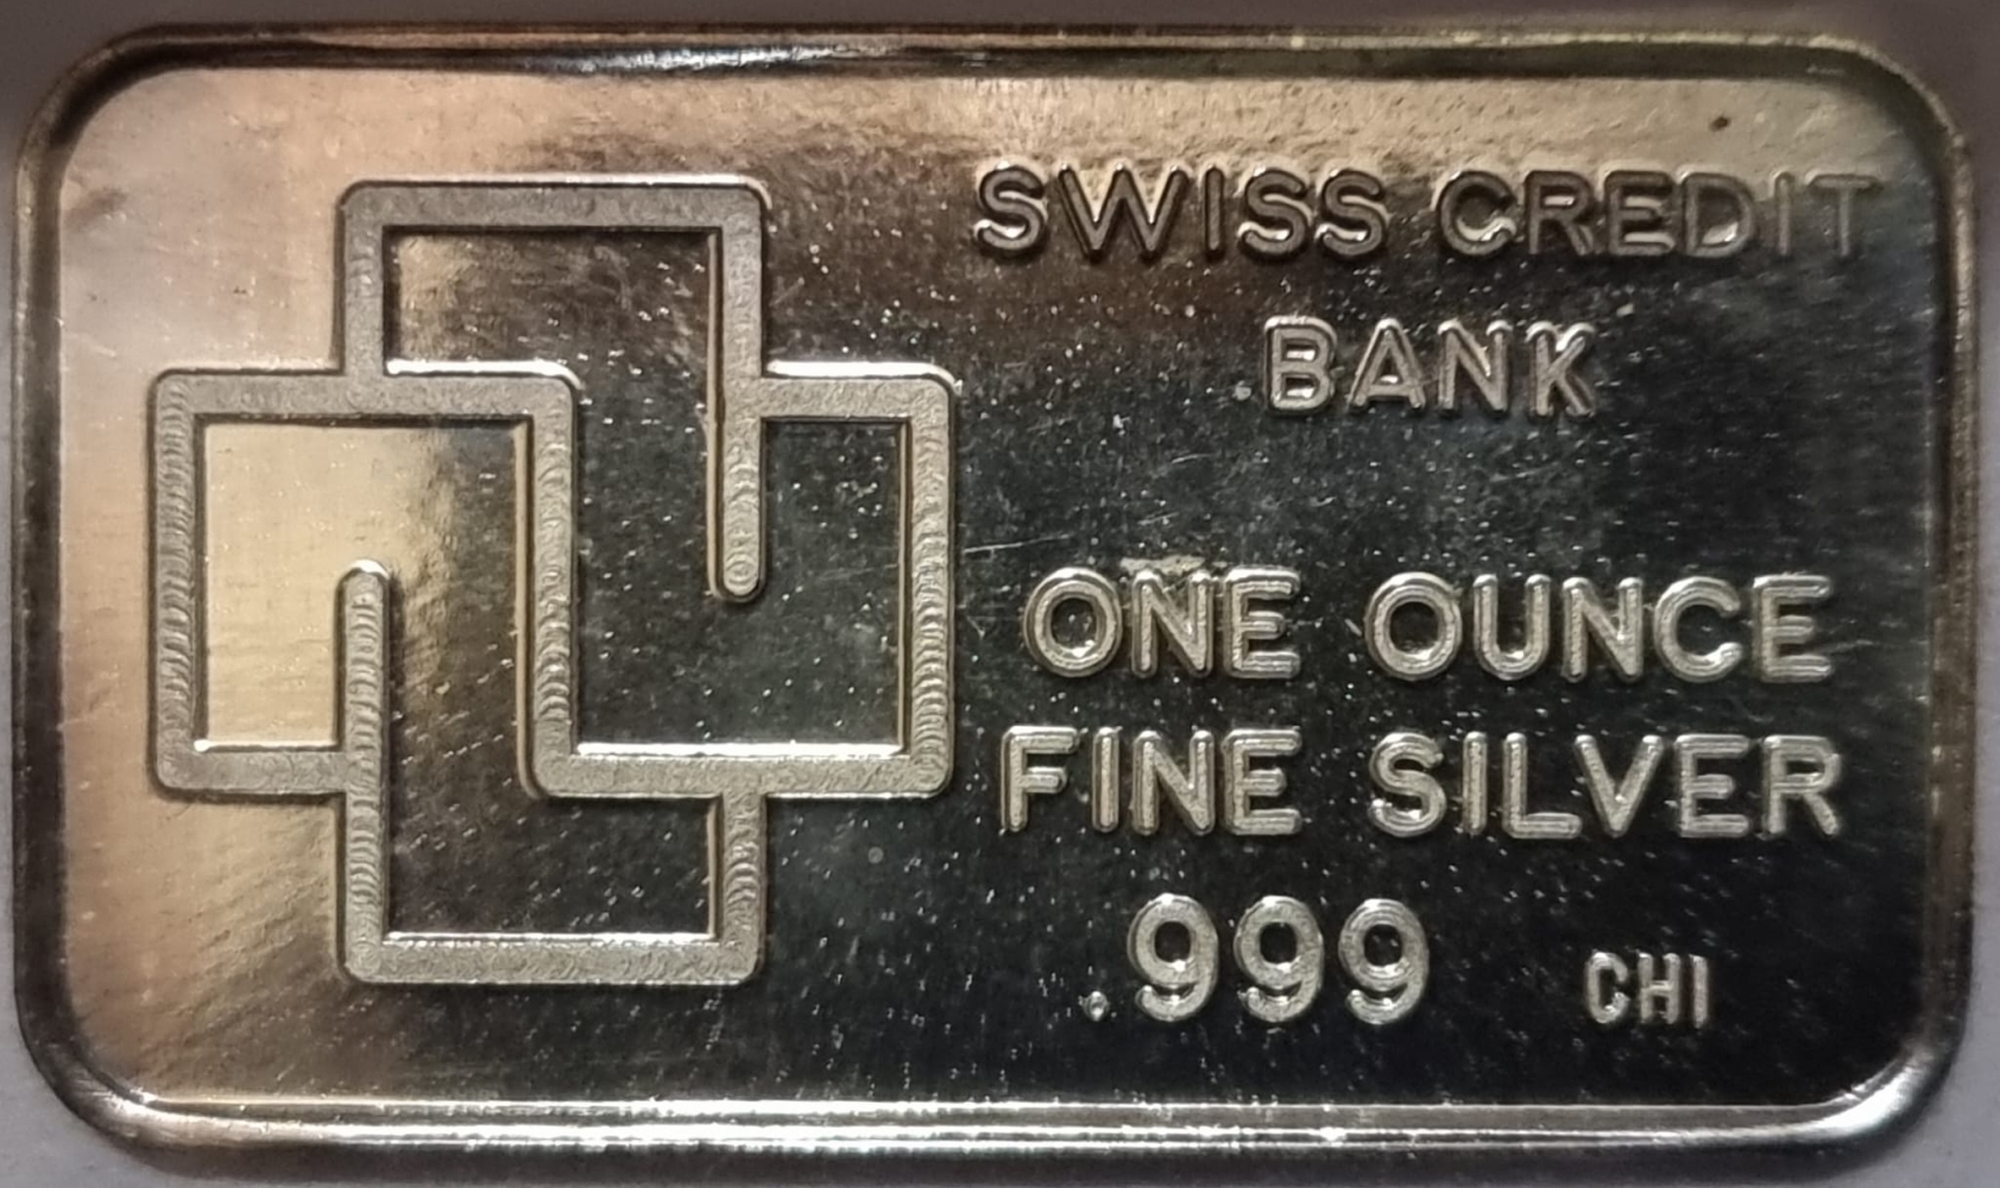 SWISS CREDIT
BANK
ONE OUNCE
FINE SILVER
.999 CHI